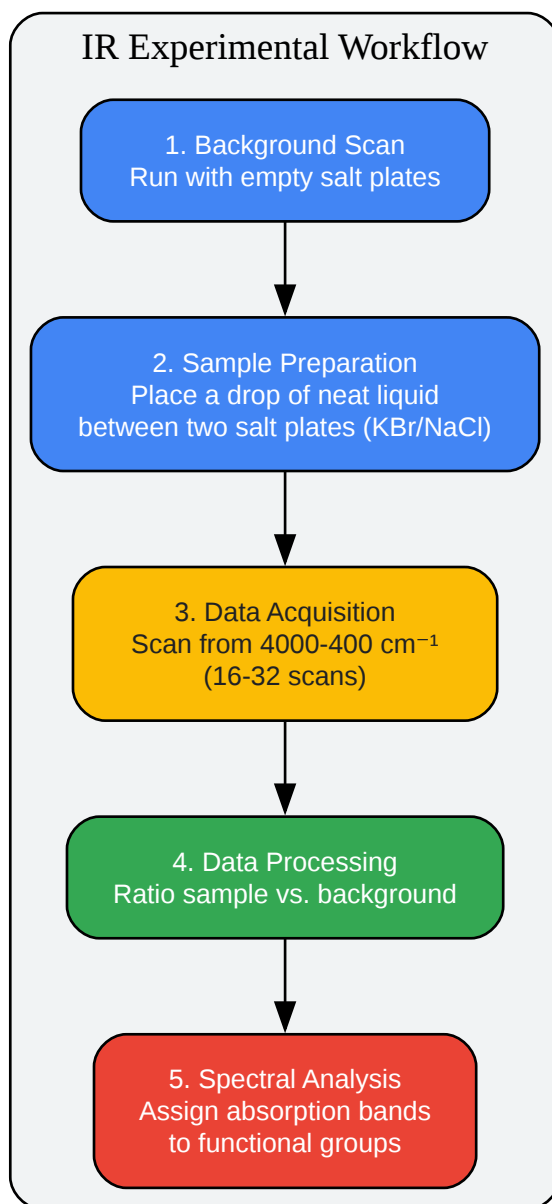 IR Experimental Workflow
1. Background Scan
Run with empty salt plates
2. Sample Preparation
Place a drop of neat liquid
between two salt plates (KBr/NaCl)
3. Data Acquisition
Scan from 4000-400 cm⁻¹
(16-32 scans)
4. Data Processing
Ratio sample vs. background
5. Spectral Analysis
Assign absorption bands
to functional groups